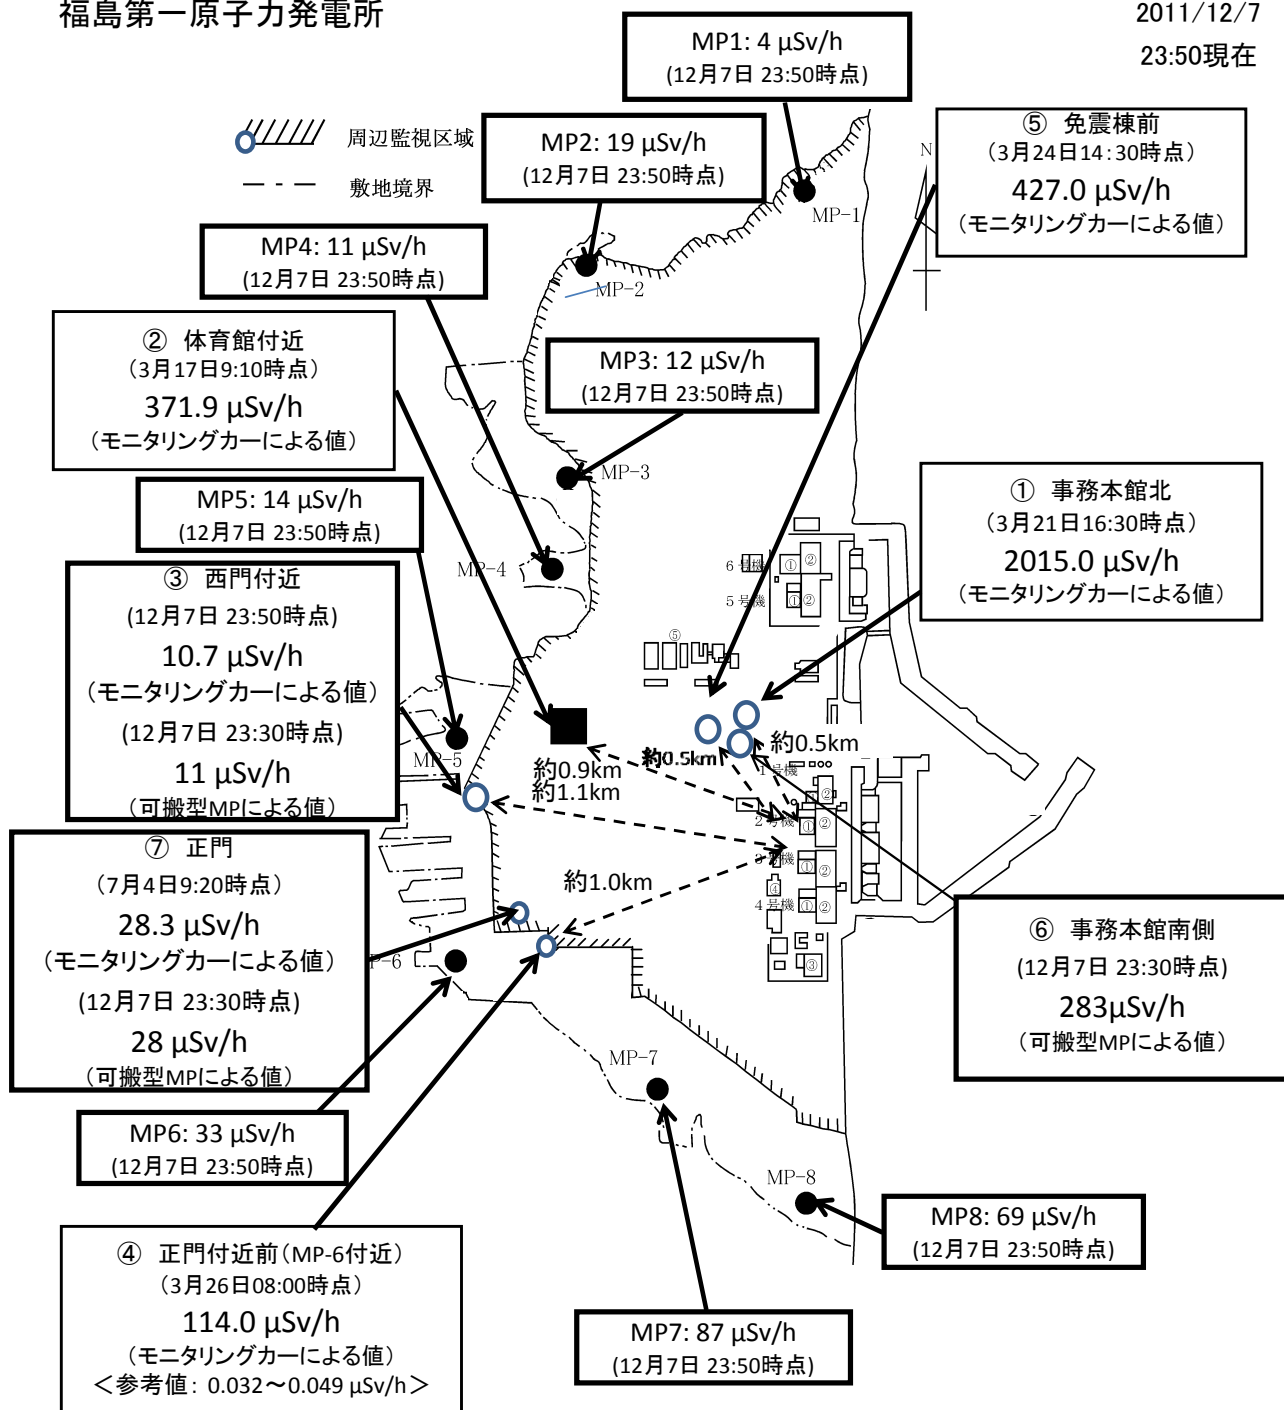 福島第一原子力発電所
2011/12/7
23:50現在
MP1: 4 μSv/h
(12月7日 23:50時点)
周辺監視区域
敷地境界
MP2: 19 μSv/h
(12月7日 23:50時点)
⑤ 免震棟前
(3月24日14:30時点)
427.0 μSv/h
(モニタリングカーによる値)
N
MP-1
MP4: 11 μSv/h
(12月7日 23:50時点)
MP-2
② 体育館付近
(3月17日9:10時点)
371.9 μSv/h
(モニタリングカーによる値)
MP3: 12 μSv/h
(12月7日 23:50時点)
MP-3
MP5: 14 μSv/h
(12月7日 23:50時点)
① 事務本館北
(3月21日16:30時点)
2015.0 μSv/h
(モニタリングカーによる値)
MP-4
6号機
① ②
5号機
① ②
③ 西門付近
(12月7日 23:50時点)
10.7 μSv/h
(モニタリングカーによる値)
(12月7日 23:30時点)
11 μSv/h
(可搬型MPによる値)
⑤
MP-5
約0.9km
約1.1km
約0.5km
約0.5km
1号機
②
2号機
① ②
3号機
① ②
④
4号機
① ②
③
約1.0km
⑦ 正門
(7月4日9:20時点)
28.3 μSv/h
(モニタリングカーによる値)
(12月7日 23:30時点)
28 μSv/h
(可搬型MPによる値)
P-6
⑥ 事務本館南側
(12月7日 23:30時点)
283μSv/h
(可搬型MPによる値)
MP-7
MP6: 33 μSv/h
(12月7日 23:50時点)
MP-8
MP8: 69 μSv/h
(12月7日 23:50時点)
④ 正門付近前(MP-6付近)
(3月26日08:00時点)
114.0 μSv/h
(モニタリングカーによる値)
<参考値: 0.032~0.049 μSv/h>
MP7: 87 μSv/h
(12月7日 23:50時点)